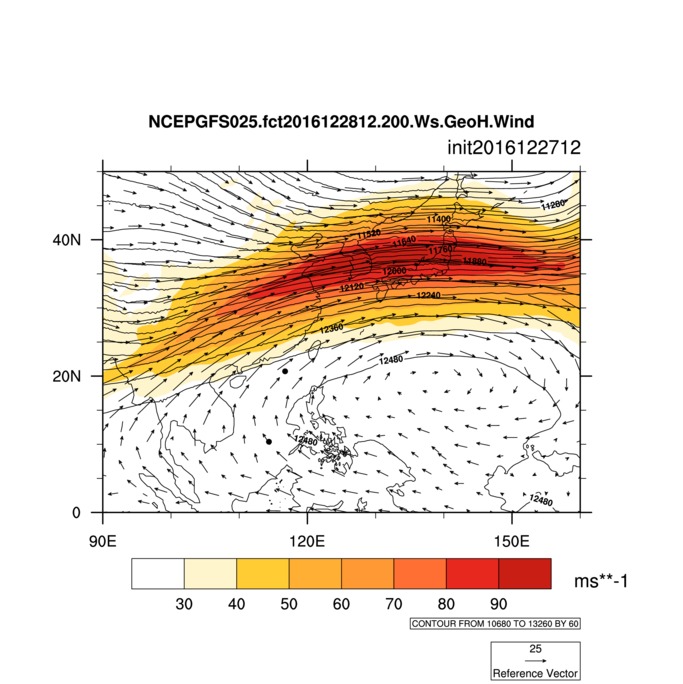 NCEPGFS025.fct2016122812.200.Ws.GeoH.Wind
init2016122712
11280
11400
11520
11640
11760
11880
12000
12120
12240
12360
12480
12480
12480
40N
20N
0
90E 120E 150E
30 40 50 60 70 80 90
ms**-1
CONTOUR FROM 10680 TO 13260 BY 60
25
Reference Vector